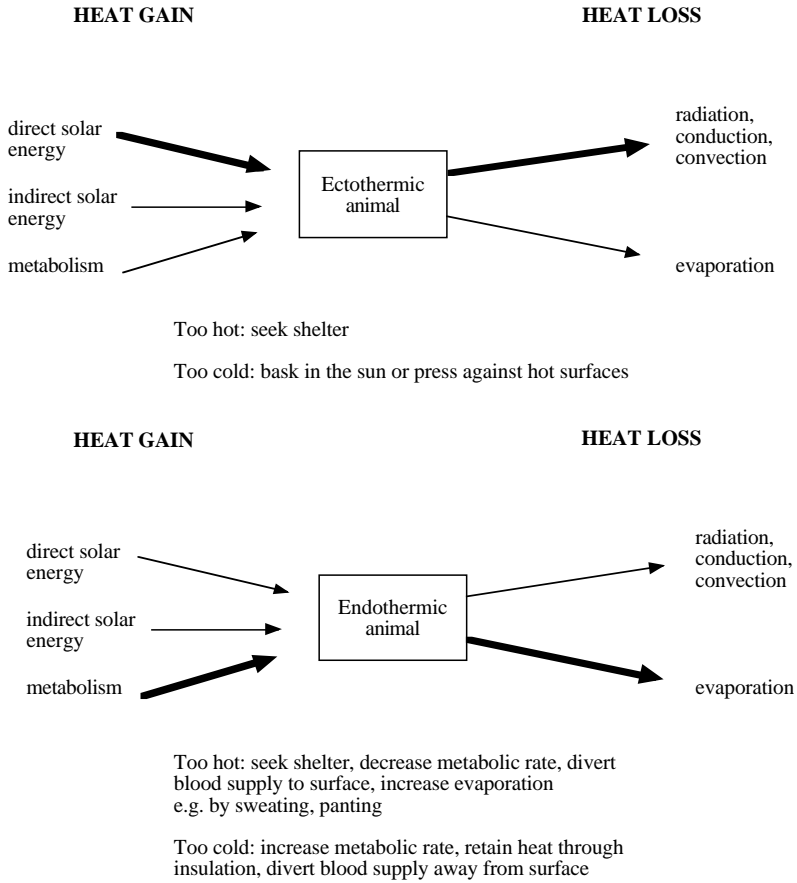 HEAT GAIN
HEAT LOSS
direct solar
energy
indirect solar
energy
metabolism
Ectothermic
animal
radiation,
conduction,
convection
evaporation
Too hot: seek shelter
Too cold: bask in the sun or press against hot surfaces
HEAT GAIN
HEAT LOSS
direct solar
energy
indirect solar
energy
metabolism
Endothermic
animal
radiation,
conduction,
convection
evaporation
Too hot: seek shelter, decrease metabolic rate, divert
blood supply to surface, increase evaporation
e.g. by sweating, panting
Too cold: increase metabolic rate, retain heat through
insulation, divert blood supply away from surface